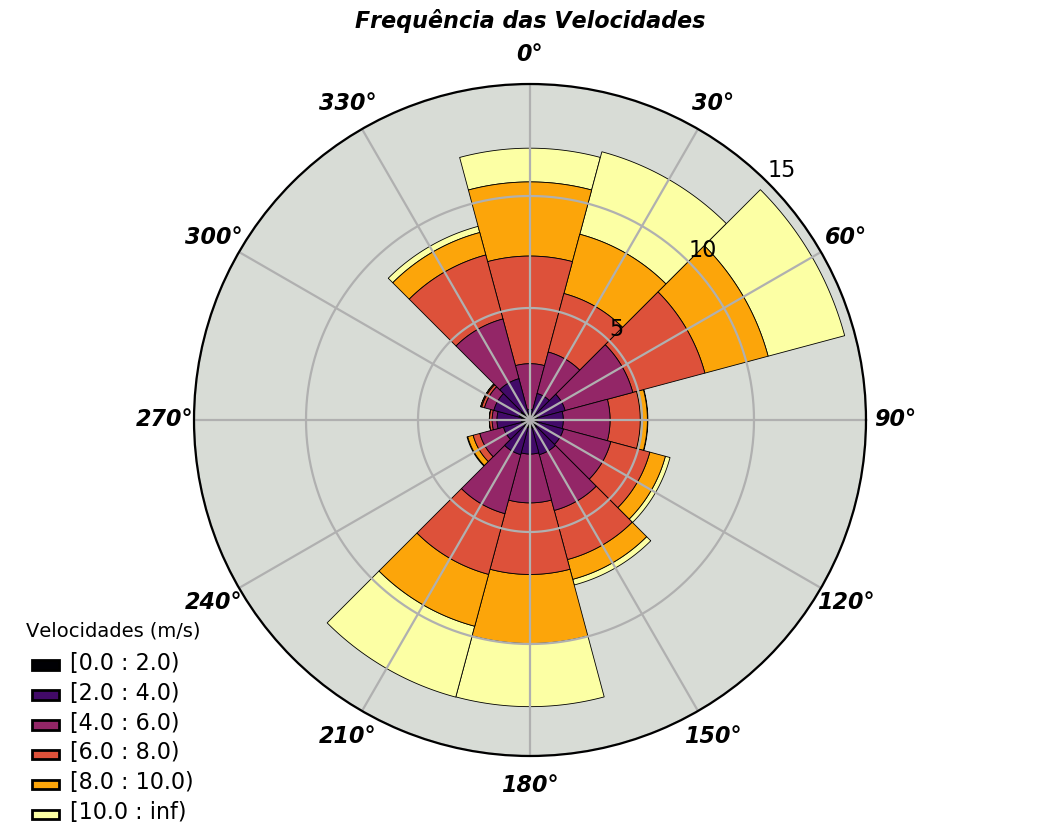 Frequência das Velocidades
0°
330°
30°
15
300°
60°
10
5
270°
90°
240°
120°
210°
150°
180°
Velocidades (m/s)
[0.0 : 2.0)
[2.0 : 4.0)
[4.0 : 6.0)
[6.0 : 8.0)
[8.0 : 10.0)
[10.0 : inf)